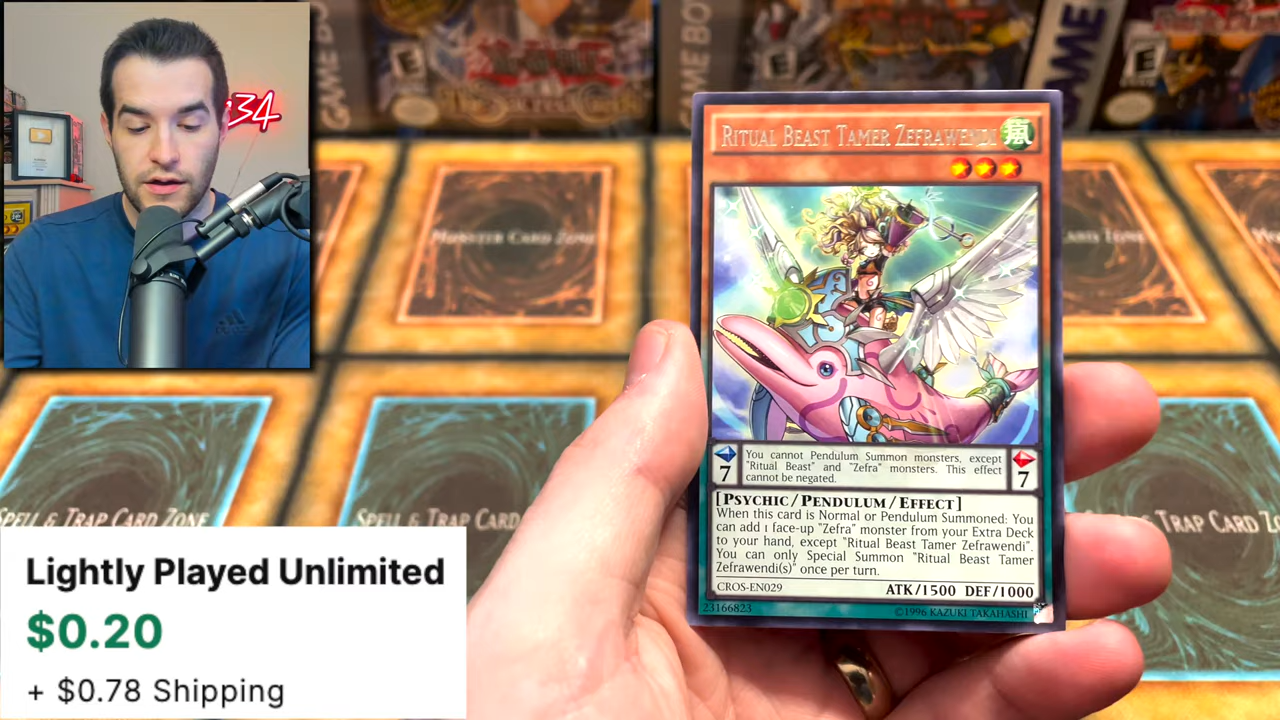 34
GAME BOY
GAME BO
GAME
E
E
E
RITUAL BEAST TAMER ZEFRAWENDI
嵐
MONSTER CARD ZONE
7
You cannot Pendulum Summon monsters, except
"Ritual Beast" and "Zefra" monsters. This effect
cannot be negated.
7
[PSYCHIC/PENDULUM/EFFECT]
When this card is Normal or Pendulum Summoned: You
can add 1 face-up "Zefra" monster from your Extra Deck
to your hand, except "Ritual Beast Tamer Zefrawendi".
You can only Special Summon "Ritual Beast Tamer
Zefrawendi(s)" once per turn.
CROS-EN029
ATK/1500 DEF/1000
23166823
©1996 KAZUKI TAKAHASHI
SPELL & TRAP CARD ZONE
SPELL & TRAP CARD
TRAP CARD ZO
Lightly Played Unlimited
$0.20
+ $0.78 Shipping